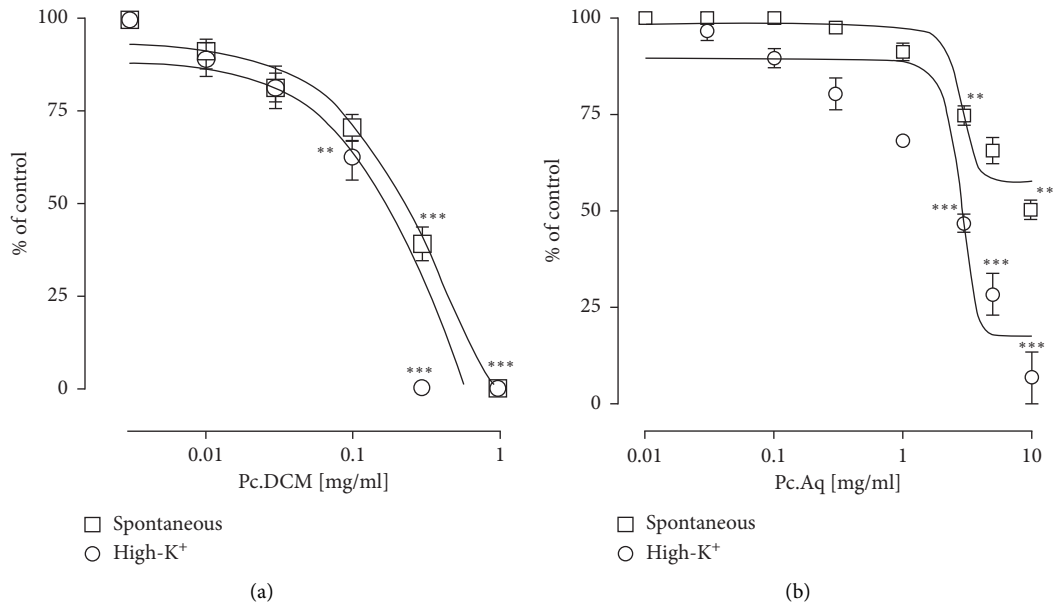 100
75
50
25
0
% of control
**
***
***
***
0.01
0.1
1
Pc.DCM [mg/ml]
Spontaneous
High-K⁺
(a)
100
75
50
25
0
% of control
**
**
***
***
***
0.01
0.1
1
10
Pc.Aq [mg/ml]
Spontaneous
High-K⁺
(b)